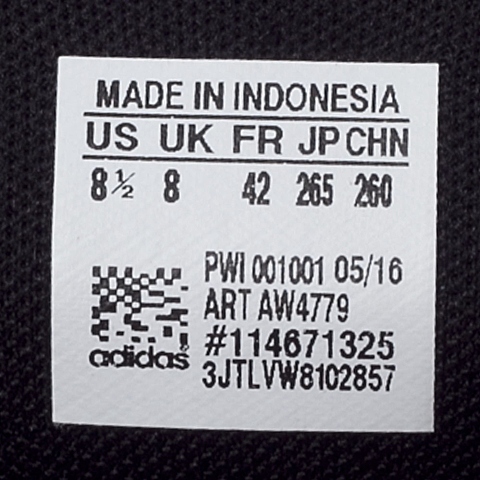 MADE IN INDONESIA
US UK FR JP CHN
8½ 8 42 265 260
PWI 001001 05/16
ART AW4779
#114671325
adidas 3JTLVW8102857